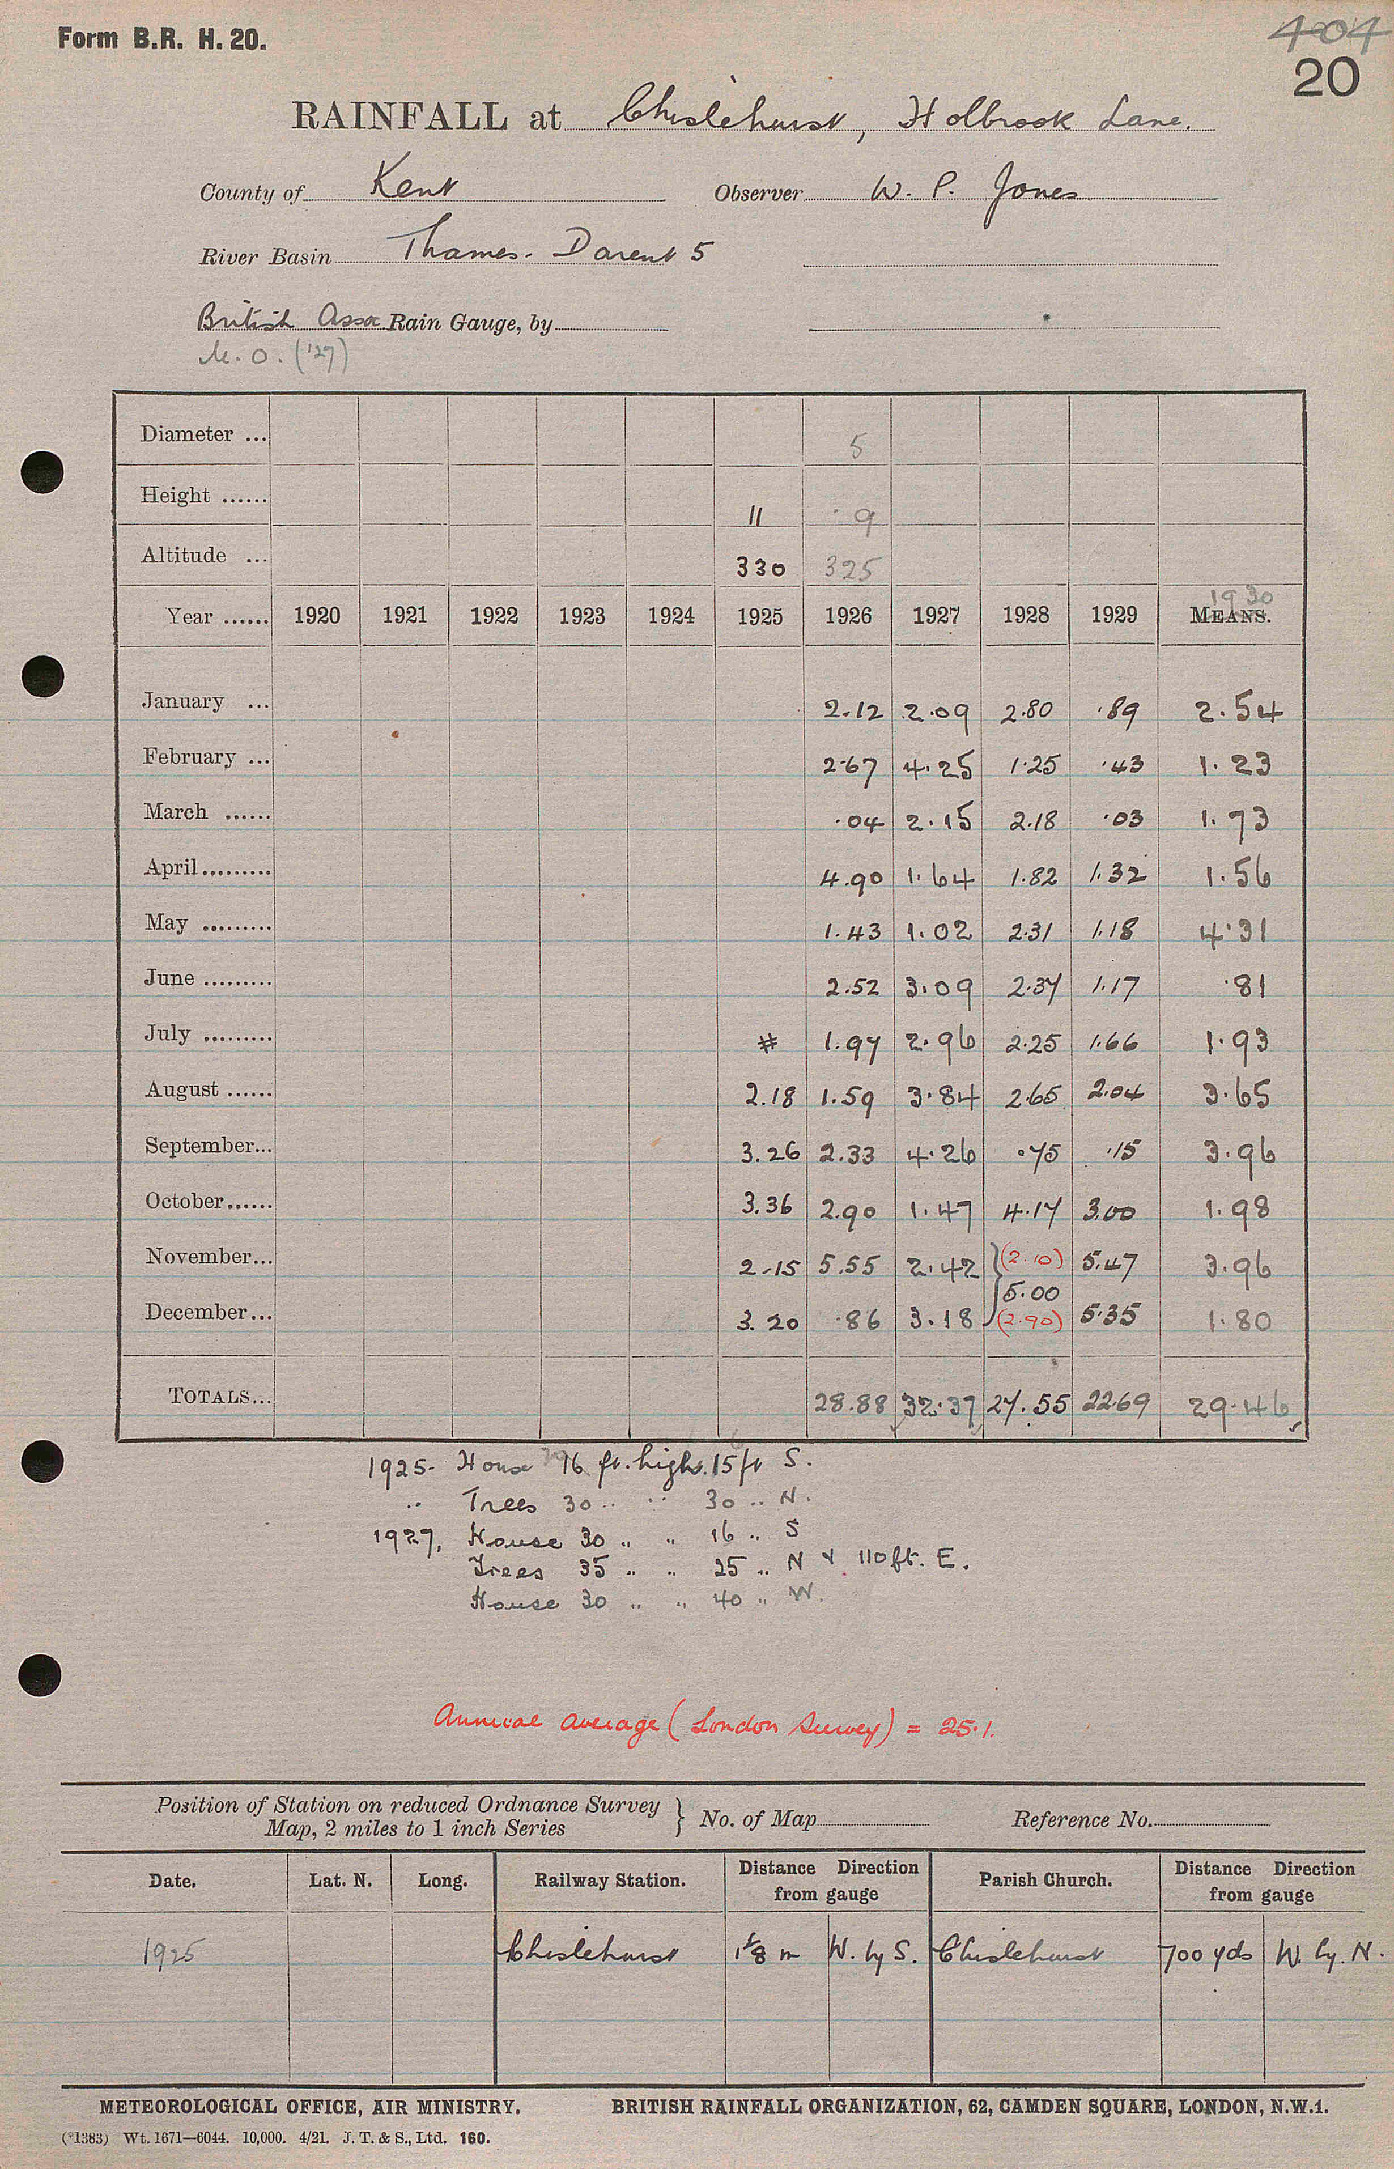 Form B.R. H. 20.
404
20
RAINFALL at Chislehurst, Holbrook Lane.
County of Kent Observer W. P. Jones
River Basin Thames. Darent 5
British Assoc Rain Gauge, by
M. O. ('27)
Diameter ... 5
Height ...... 11 9
Altitude ... 330 325
1930
Year ...... 1920 1921 1922 1923 1924 1925 1926 1927 1928 1929 MEANS.
January ... 2.12 2.09 2.80 .89 2.54
February ... 2.67 4.25 1.25 .43 1.23
March ...... .04 2.15 2.18 .03 1.73
April......... 4.90 1.64 1.82 1.32 1.56
May ......... 1.43 1.02 2.31 1.18 4.31
June ......... 2.52 3.09 2.37 1.17 .81
July ......... # 1.97 2.96 2.25 1.66 1.93
August ...... 2.18 1.59 3.84 2.65 2.04 3.65
September... 3.26 2.33 4.26 .75 .15 3.96
October...... 3.36 2.90 1.47 4.17 3.00 1.98
November... 2.15 5.55 2.42 (2.10) 5.47 3.96
5.00
December... 3.20 .86 3.18 (2.90) 5.35 1.80
TOTALS... 28.88 32.37 27.55 22.69 29.46
1925- House 16 ft. high. 15 ft S.
" Trees 30 " " 30 " N.
1927. House 30 " " 16 " S
Trees 35 " " 25 " N & 110 ft. E.
House 30 " " 40 " W.
Annual average (London Survey) = 25.1.
Position of Station on reduced Ordnance Survey
Map, 2 miles to 1 inch Series } No. of Map Reference No.
Date. Lat. N. Long. Railway Station. Distance Direction from gauge Parish Church. Distance Direction from gauge
1925 Chislehurst 1 1/8 m W. by S. Chislehurst 700 yds W. by. N.
METEOROLOGICAL OFFICE, AIR MINISTRY. BRITISH RAINFALL ORGANIZATION, 62, CAMDEN SQUARE, LONDON, N.W.1.
(*1383) Wt. 1671—6044. 10,000. 4/21. J. T. & S., Ltd. 160.